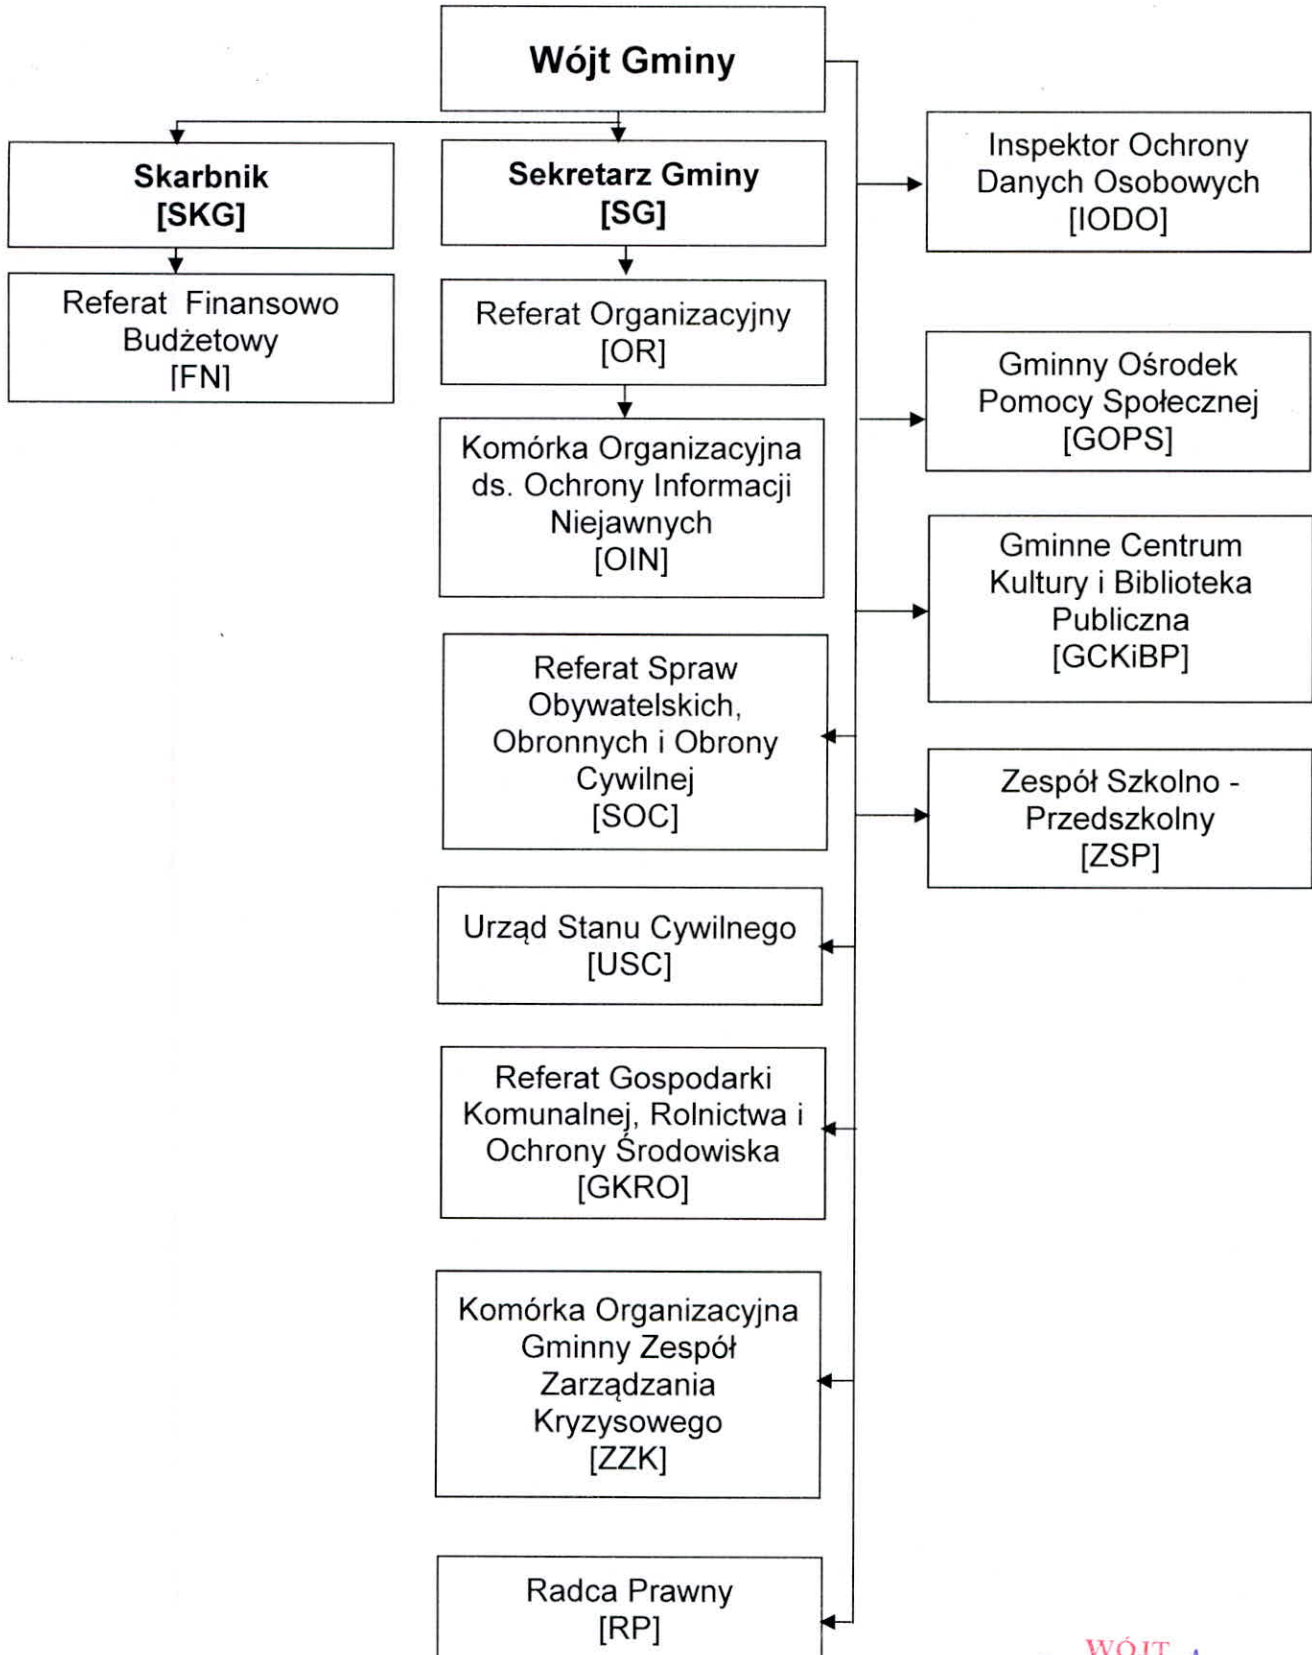 Wójt Gminy
Skarbnik
[SKG]
Sekretarz Gminy
[SG]
Inspektor Ochrony
Danych Osobowych
[IODO]
Referat Finansowo
Budżetowy
[FN]
Referat Organizacyjny
[OR]
Gminny Ośrodek
Pomocy Społecznej
[GOPS]
Komórka Organizacyjna
ds. Ochrony Informacji
Niejawnych
[OIN]
Gminne Centrum
Kultury i Biblioteka
Publiczna
[GCKiBP]
Referat Spraw
Obywatelskich,
Obronnych i Obrony
Cywilnej
[SOC]
Zespół Szkolno -
Przedszkolny
[ZSP]
Urząd Stanu Cywilnego
[USC]
Referat Gospodarki
Komunalnej, Rolnictwa i
Ochrony Środowiska
[GKRO]
Komórka Organizacyjna
Gminny Zespół
Zarządzania
Kryzysowego
[ZZK]
Radca Prawny
[RP]
WÓJT